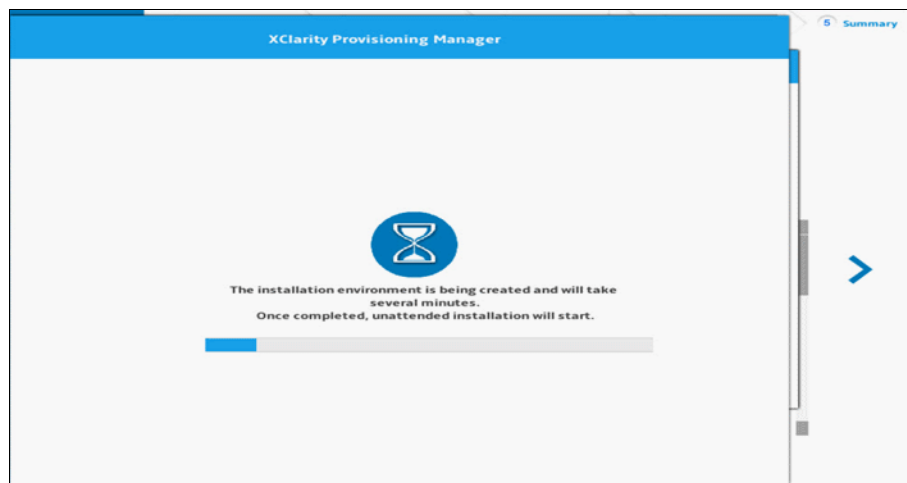 XClarity Provisioning Manager
5 Summary
The installation environment is being created and will take
several minutes.
Once completed, unattended installation will start.